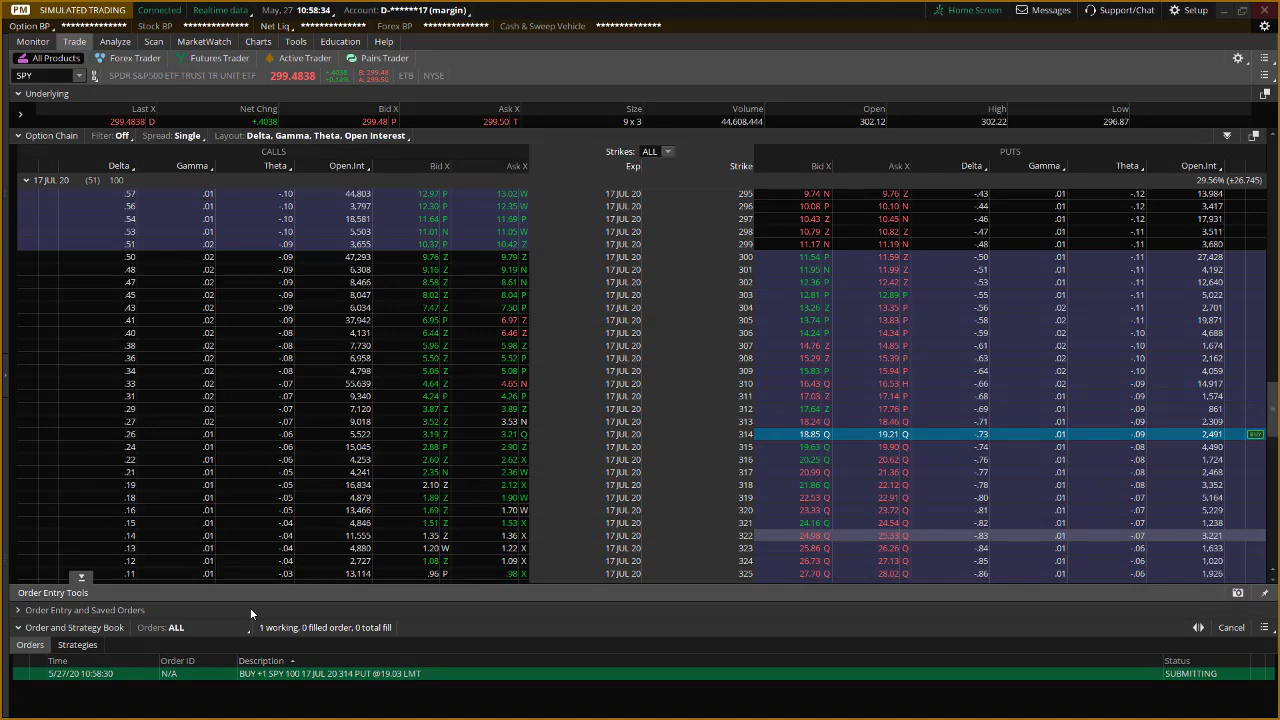 PM SIMULATED TRADING Connected Realtime data May, 27 10:58:34 Account: D-******17 (margin) Home Screen Messages Support/Chat Setup
Option BP ************** Stock BP ************** Net Liq ************** Forex BP ************** Cash & Sweep Vehicle **************
Monitor Trade Analyze Scan MarketWatch Charts Tools Education Help
All Products Forex Trader Futures Trader Active Trader Pairs Trader
SPY SPDR S&P500 ETF TRUST TR UNIT ETF 299.4838 +.4038 +0.14% B: 299.48 A: 299.50 ETB NYSE
Underlying
Last X Net Chng Bid X Ask X Size Volume Open High Low
299.4838 D +.4038 299.48 P 299.50 T 9 x 3 44,608,444 302.12 302.22 296.87
Option Chain Filter: Off Spread: Single Layout: Delta, Gamma, Theta, Open Interest
CALLS Strikes: ALL PUTS
Delta Gamma Theta Open.Int Bid X Ask X Exp Strike Bid X Ask X Delta Gamma Theta Open.Int
17 JUL 20 (51) 100 29.56% (±26.745)
.57 .01 -.10 44,803 12.97 P 13.02 W 17 JUL 20 295 9.74 N 9.76 Z -.43 .01 -.12 13,984
.56 .01 -.10 3,797 12.30 P 12.35 W 17 JUL 20 296 10.08 P 10.10 N -.44 .01 -.12 3,417
.54 .01 -.10 18,581 11.64 P 11.69 P 17 JUL 20 297 10.43 Z 10.45 N -.46 .01 -.12 17,931
.53 .01 -.10 5,503 11.01 N 11.05 W 17 JUL 20 298 10.79 Z 10.82 Z -.47 .01 -.12 3,511
.51 .02 -.09 3,655 10.37 P 10.42 Z 17 JUL 20 299 11.17 N 11.19 N -.48 .01 -.11 3,680
.50 .02 -.09 47,293 9.76 Z 9.79 Z 17 JUL 20 300 11.54 P 11.59 Z -.50 .01 -.11 27,428
.48 .02 -.09 6,308 9.16 Z 9.19 N 17 JUL 20 301 11.95 N 11.99 Z -.51 .01 -.11 4,192
.47 .02 -.09 8,466 8.58 Z 8.61 N 17 JUL 20 302 12.36 P 12.42 Z -.53 .01 -.11 12,640
.45 .02 -.09 8,047 8.02 Z 8.04 P 17 JUL 20 303 12.81 P 12.89 P -.55 .01 -.11 5,022
.43 .02 -.09 6,034 7.47 Z 7.50 P 17 JUL 20 304 13.26 Z 13.35 P -.56 .01 -.11 2,701
.41 .02 -.09 37,942 6.95 P 6.97 Z 17 JUL 20 305 13.74 P 13.83 P -.58 .01 -.11 19,871
.40 .02 -.08 4,131 6.44 Z 6.46 Z 17 JUL 20 306 14.24 P 14.34 P -.59 .01 -.10 4,688
.38 .02 -.08 7,730 5.96 Z 5.98 Z 17 JUL 20 307 14.76 Z 14.85 P -.61 .02 -.10 1,674
.36 .02 -.08 6,958 5.50 Z 5.52 P 17 JUL 20 308 15.29 Z 15.39 P -.63 .02 -.10 2,162
.34 .02 -.08 4,798 5.06 Z 5.08 P 17 JUL 20 309 15.83 P 15.94 P -.64 .02 -.10 4,059
.33 .02 -.08 55,639 4.64 Z 4.65 N 17 JUL 20 310 16.43 Q 16.53 H -.66 .02 -.10 14,917
.31 .02 -.07 9,340 4.24 P 4.26 P 17 JUL 20 311 17.03 Z 17.14 P -.68 .01 -.10 1,574
.29 .02 -.07 7,120 3.87 Z 3.89 Z 17 JUL 20 312 17.64 Z 17.76 P -.69 .01 -.09 861
.27 .02 -.07 9,018 3.52 Z 3.53 N 17 JUL 20 313 18.24 Q 18.46 Q -.71 .01 -.09 2,309
.26 .01 -.06 5,522 3.19 Z 3.21 Q 17 JUL 20 314 18.85 Q 19.21 Q -.73 .01 -.09 2,491 BUY
.24 .01 -.06 15,045 2.88 P 2.90 Z 17 JUL 20 315 19.63 Q 19.90 Q -.74 .01 -.08 4,490
.22 .01 -.06 4,253 2.60 Z 2.62 X 17 JUL 20 316 20.25 Q 20.62 Q -.76 .01 -.08 1,724
.21 .01 -.05 4,241 2.35 N 2.36 W 17 JUL 20 317 20.99 Q 21.36 Q -.77 .01 -.08 2,468
.19 .01 -.05 16,834 2.10 Z 2.12 X 17 JUL 20 318 21.86 Q 22.12 Q -.78 .01 -.08 3,352
.18 .01 -.05 4,879 1.89 Z 1.90 W 17 JUL 20 319 22.53 Q 22.91 Q -.80 .01 -.07 5,164
.16 .01 -.05 13,466 1.69 Z 1.70 W 17 JUL 20 320 23.33 Q 23.72 Q -.81 .01 -.07 5,229
.15 .01 -.04 4,846 1.51 Z 1.53 X 17 JUL 20 321 24.16 Q 24.54 Q -.82 .01 -.07 1,238
.14 .01 -.04 11,555 1.35 Z 1.36 X 17 JUL 20 322 24.98 Q 25.33 Q -.83 .01 -.07 3,221
.13 .01 -.04 4,880 1.20 W 1.22 X 17 JUL 20 323 25.86 Q 26.26 Q -.84 .01 -.06 1,633
.12 .01 -.04 2,727 1.08 Z 1.09 X 17 JUL 20 324 26.73 Q 27.13 Q -.85 .01 -.06 1,096
.11 .01 -.03 13,114 .96 P .98 X 17 JUL 20 325 27.70 Q 28.02 Q -.86 .01 -.06 1,926
Order Entry Tools
Order Entry and Saved Orders
Order and Strategy Book Orders: ALL 1 working, 0 filled order, 0 total fill Cancel
Orders Strategies
Time Order ID Description Status
5/27/20 10:58:30 N/A BUY +1 SPY 100 17 JUL 20 314 PUT @19.03 LMT SUBMITTING